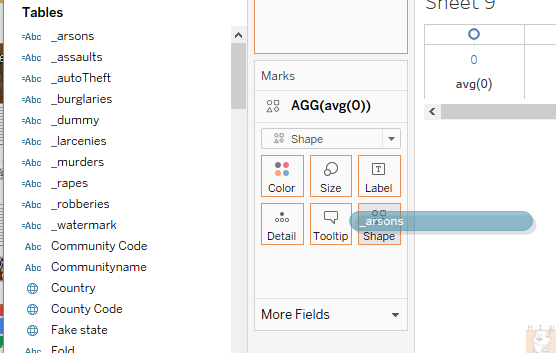 Sheet 9
Tables
=Abc _arsons
=Abc _assaults
=Abc _autoTheft
=Abc _burglaries
=Abc _dummy
=Abc _larcenies
=Abc _murders
=Abc _rapes
=Abc _robberies
=Abc _watermark
Abc Community Code
Abc Communityname
Country
County Code
Fake state
Abc Fold
Marks
AGG(avg(0))
Shape
Color Size Label
_arsons
Detail Tooltip Shape
More Fields
0
avg(0)